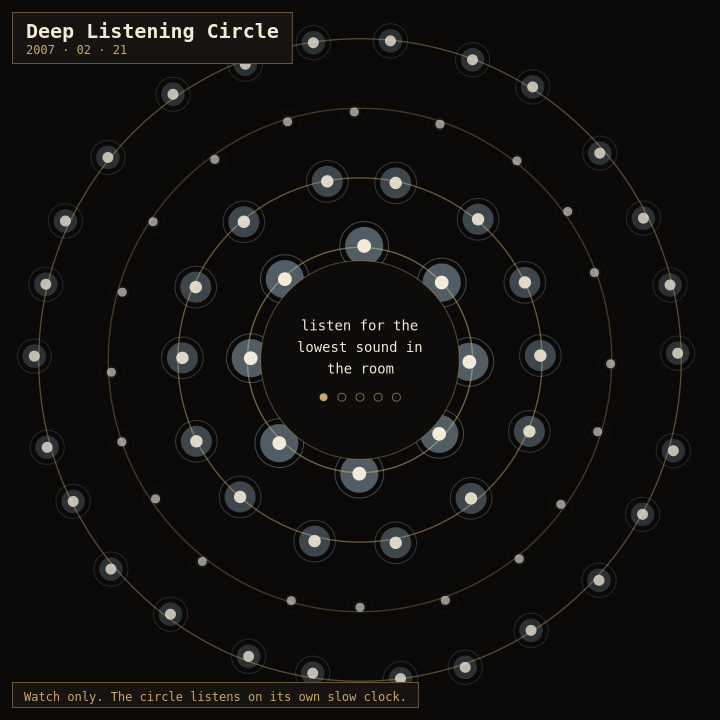 Deep Listening Circle
2007 · 02 · 21
listen for the
lowest sound in
the room
Watch only. The circle listens on its own slow clock.